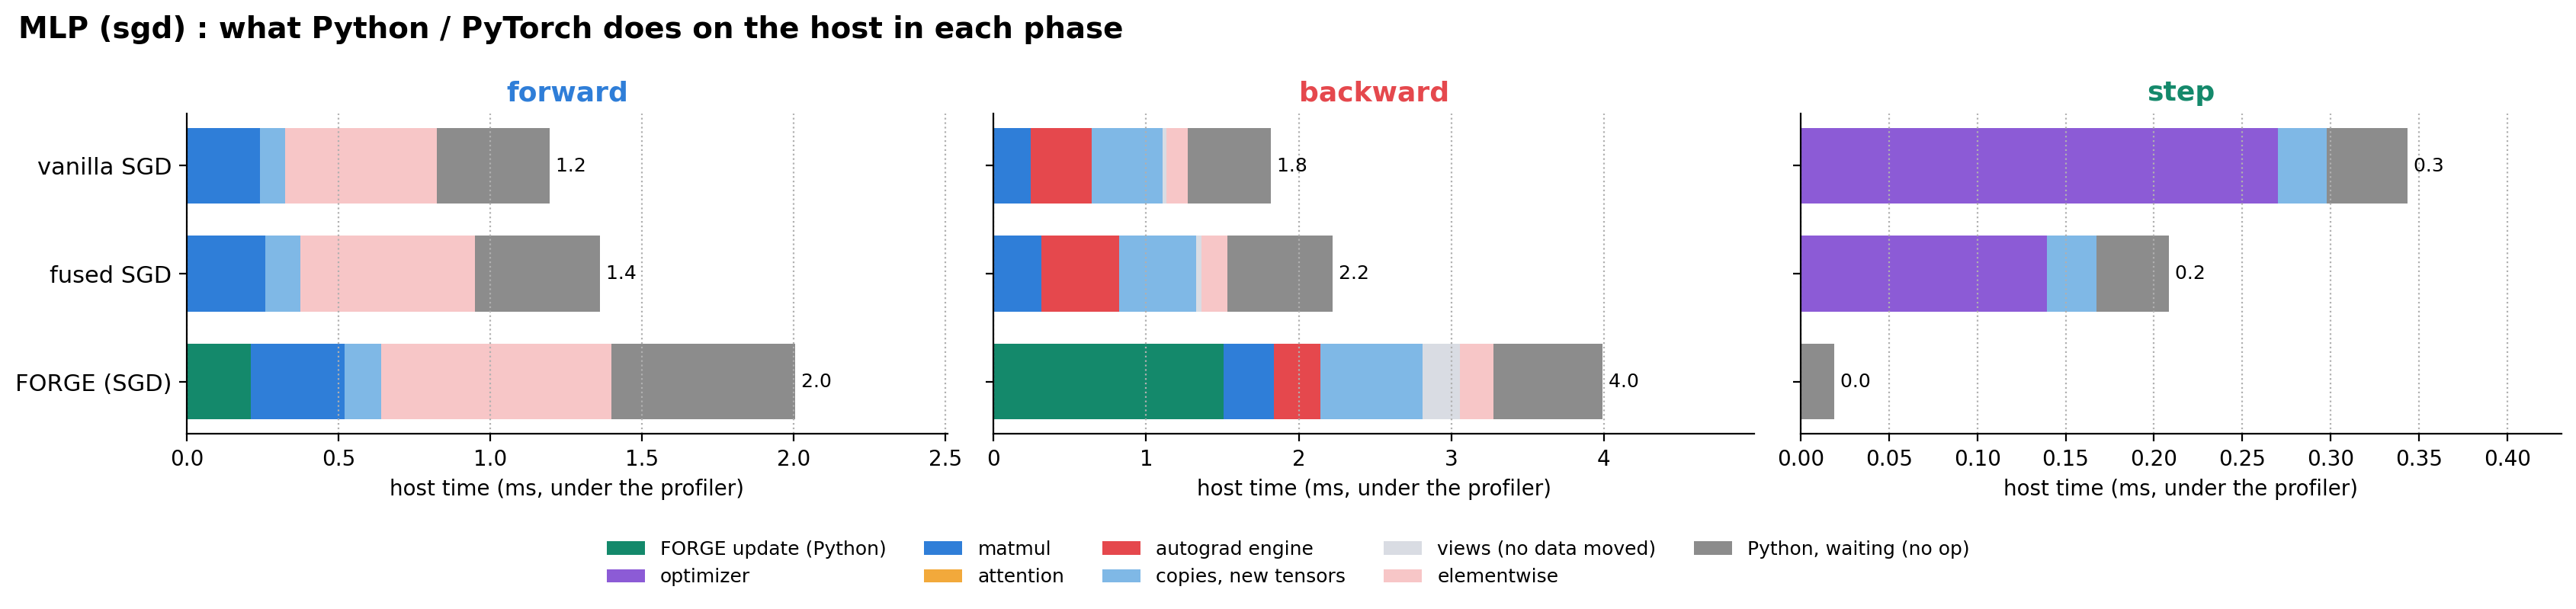 MLP (sgd) : what Python / PyTorch does on the host in each phase
forward
backward
step
vanilla SGD
fused SGD
FORGE (SGD)
1.2
1.4
2.0
0.0 0.5 1.0 1.5 2.0 2.5
host time (ms, under the profiler)
1.8
2.2
4.0
0 1 2 3 4
host time (ms, under the profiler)
0.3
0.2
0.0
0.00 0.05 0.10 0.15 0.20 0.25 0.30 0.35 0.40
host time (ms, under the profiler)
FORGE update (Python)
optimizer
matmul
attention
autograd engine
copies, new tensors
views (no data moved)
elementwise
Python, waiting (no op)